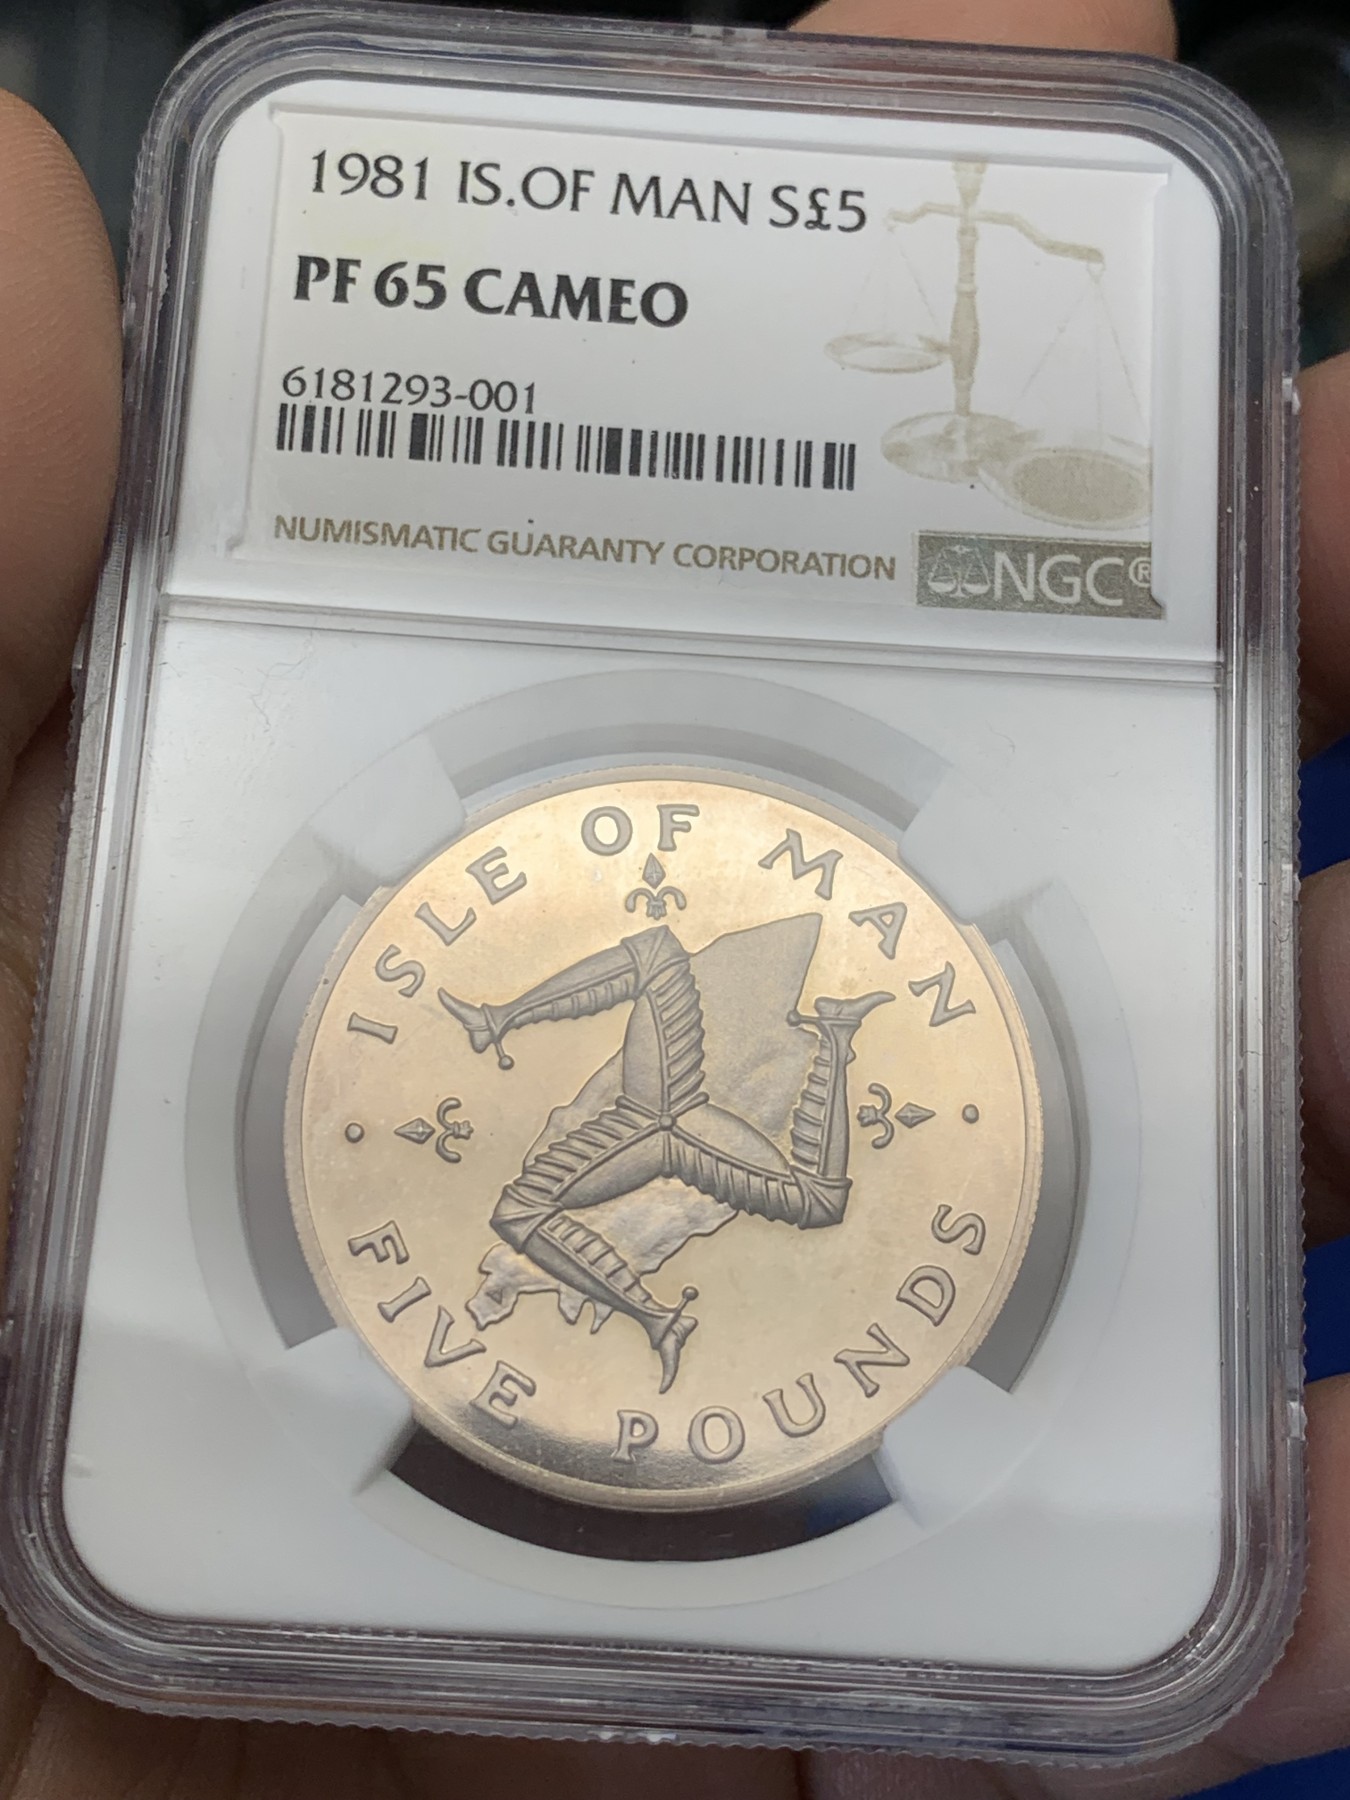 1981 IS.OF MAN S£5
PF 65 CAMEO
6181293-001
NUMISMATIC GUARANTY CORPORATION
NGC®
ISLE OF MAN
FIVE POUNDS